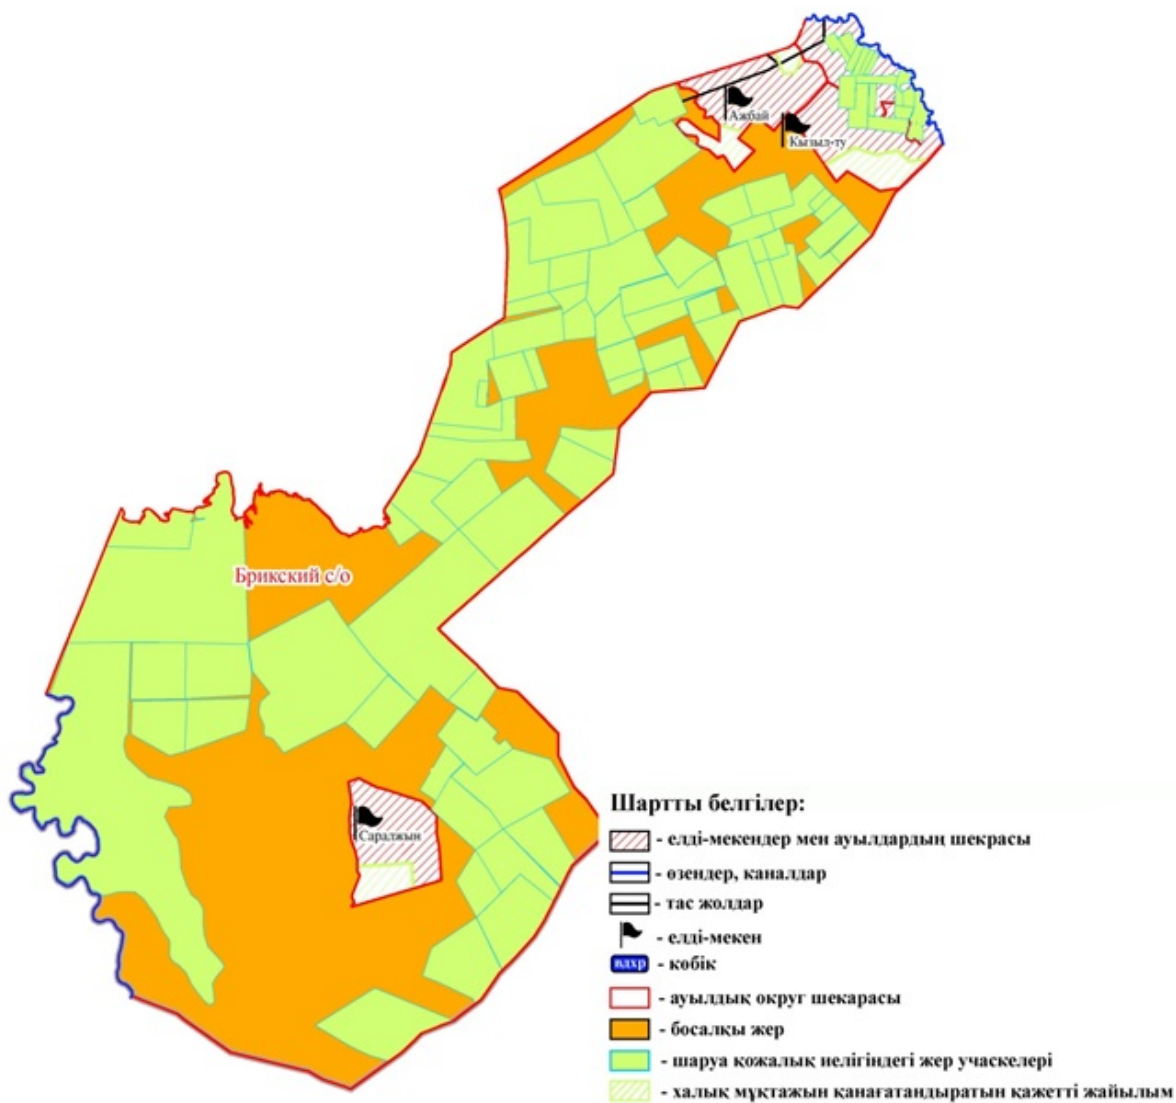 Ажбай
Кызыл-ту
Брикский с/о
Саралжын
Шартты белгілер:
- елді-мекендер мен ауылдардың шекрасы
- өзендер, каналдар
- тас жолдар
- елді-мекен
вдхр - көбік
- ауылдық округ шекарасы
- босалқы жер
- шаруа қожалық иелігіндегі жер учаскелері
- халық мұқтажын қанағатандыратын қажетті жайылым